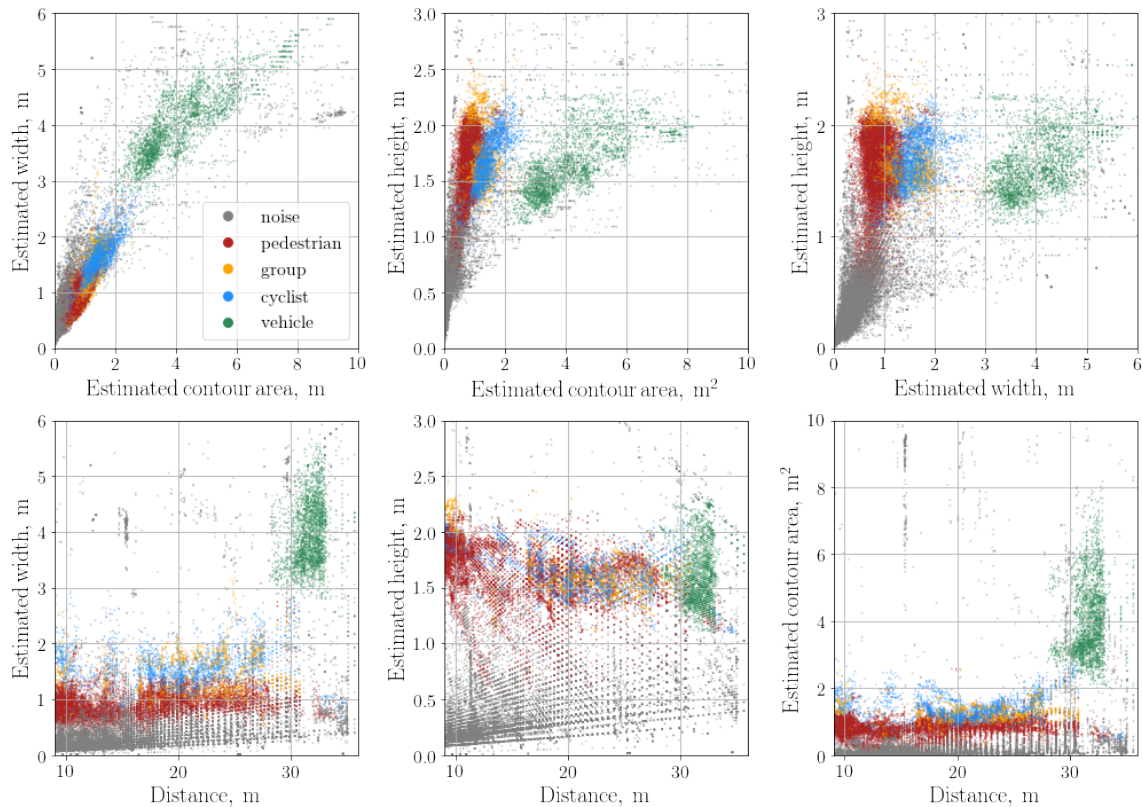 6
5
4
3
2
1
0
Estimated width, m
0 2 4 6 8 10
Estimated contour area, m
noise
pedestrian
group
cyclist
vehicle
3.0
2.5
2.0
1.5
1.0
0.5
0.0
Estimated height, m
0 2 4 6 8 10
Estimated contour area, m²
3
2
1
0
Estimated height, m
0 1 2 3 4 5 6
Estimated width, m
6
5
4
3
2
1
0
Estimated width, m
10 20 30
Distance, m
3.0
2.5
2.0
1.5
1.0
0.5
0.0
Estimated height, m
10 20 30
Distance, m
10
8
6
4
2
0
Estimated contour area, m²
10 20 30
Distance, m